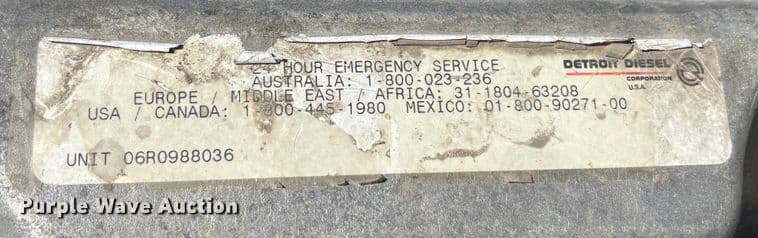 24 HOUR EMERGENCY SERVICE
AUSTRALIA: 1-800-023-236
EUROPE / MIDDLE EAST / AFRICA: 31-1804-63208
USA / CANADA: 1-800-445-1980 MEXICO: 01-800-90271-00
UNIT 06R0988036
DETROIT DIESEL
CORPORATION
U.S.A.
Purple Wave Auction